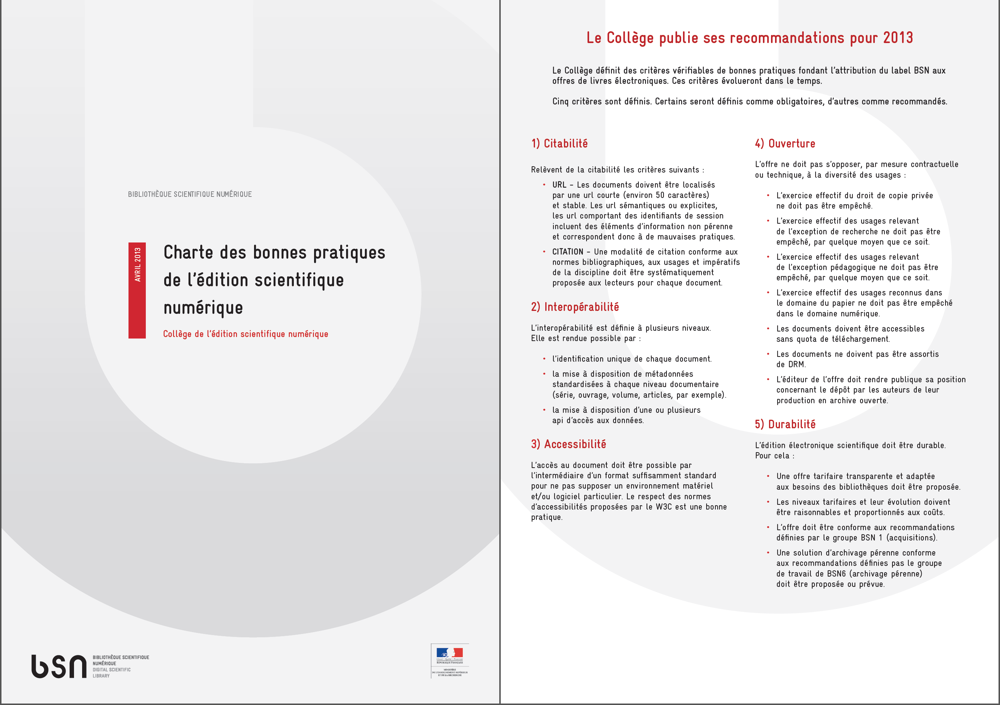 BIBLIOTHÈQUE SCIENTIFIQUE NUMÉRIQUE
AVRIL 2013
Charte des bonnes pratiques
de l'édition scientifique
numérique
Collège de l'édition scientifique numérique
bsn
BIBLIOTHÈQUE SCIENTIFIQUE
NUMÉRIQUE
DIGITAL SCIENTIFIC
LIBRARY
Liberté • Égalité • Fraternité
RÉPUBLIQUE FRANÇAISE
MINISTÈRE
DE L'ENSEIGNEMENT SUPÉRIEUR
ET DE LA RECHERCHE
Le Collège publie ses recommandations pour 2013
Le Collège définit des critères vérifiables de bonnes pratiques fondant l'attribution du label BSN aux
offres de livres électroniques. Ces critères évolueront dans le temps.
Cinq critères sont définis. Certains seront définis comme obligatoires, d'autres comme recommandés.
1) Citabilité
Relèvent de la citabilité les critères suivants :
• URL – Les documents doivent être localisés
par une url courte (environ 50 caractères)
et stable. Les url sémantiques ou explicites,
les url comportant des identifiants de session
incluent des éléments d'information non pérenne
et correspondent donc à de mauvaises pratiques.
• CITATION – Une modalité de citation conforme aux
normes bibliographiques, aux usages et impératifs
de la discipline doit être systématiquement
proposée aux lecteurs pour chaque document.
2) Interopérabilité
L'interopérabilité est définie à plusieurs niveaux.
Elle est rendue possible par :
• l'identification unique de chaque document.
• la mise à disposition de métadonnées
standardisées à chaque niveau documentaire
(série, ouvrage, volume, articles, par exemple).
• la mise à disposition d'une ou plusieurs
api d'accès aux données.
3) Accessibilité
L'accès au document doit être possible par
l'intermédiaire d'un format suffisamment standard
pour ne pas supposer un environnement matériel
et/ou logiciel particulier. Le respect des normes
d'accessibilités proposées par le W3C est une bonne
pratique.
4) Ouverture
L'offre ne doit pas s'opposer, par mesure contractuelle
ou technique, à la diversité des usages :
• L'exercice effectif du droit de copie privée
ne doit pas être empêché.
• L'exercice effectif des usages relevant
de l'exception de recherche ne doit pas être
empêché, par quelque moyen que ce soit.
• L'exercice effectif des usages relevant
de l'exception pédagogique ne doit pas être
empêché, par quelque moyen que ce soit.
• L'exercice effectif des usages reconnus dans
le domaine du papier ne doit pas être empêché
dans le domaine numérique.
• Les documents doivent être accessibles
sans quota de téléchargement.
• Les documents ne doivent pas être assortis
de DRM.
• L'éditeur de l'offre doit rendre publique sa position
concernant le dépôt par les auteurs de leur
production en archive ouverte.
5) Durabilité
L'édition électronique scientifique doit être durable.
Pour cela :
• Une offre tarifaire transparente et adaptée
aux besoins des bibliothèques doit être proposée.
• Les niveaux tarifaires et leur évolution doivent
être raisonnables et proportionnés aux coûts.
• L'offre doit être conforme aux recommandations
définies par le groupe BSN 1 (acquisitions).
• Une solution d'archivage pérenne conforme
aux recommandations définies pas le groupe
de travail de BSN6 (archivage pérenne)
doit être proposée ou prévue.